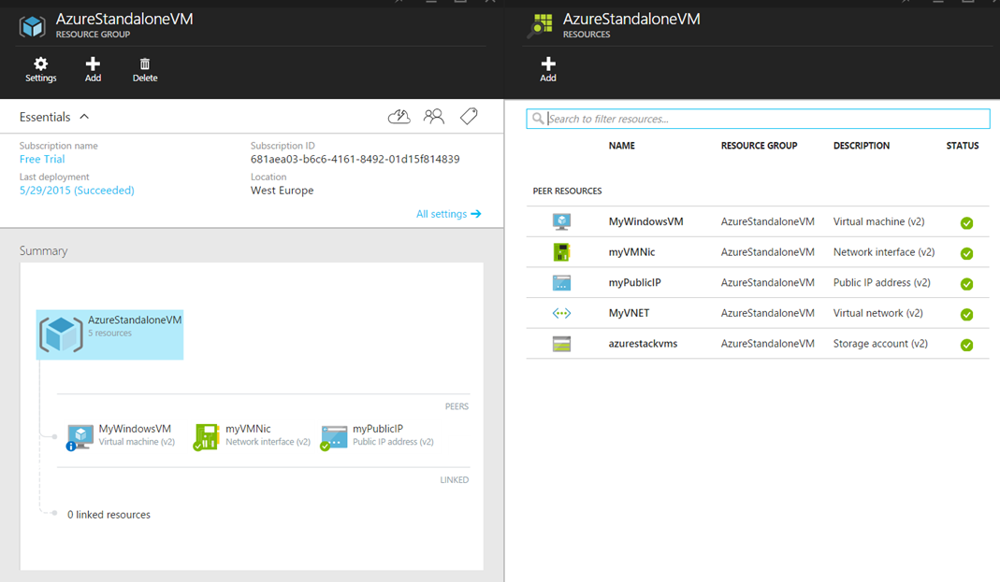 AzureStandaloneVM
RESOURCE GROUP
Settings
Add
Delete
Essentials
Subscription name
Free Trial
Subscription ID
681aea03-b6c6-4161-8492-01d15f814839
Last deployment
5/29/2015 (Succeeded)
Location
West Europe
All settings
Summary
AzureStandaloneVM
5 resources
PEERS
MyWindowsVM
Virtual machine (v2)
myVMNic
Network interface (v2)
myPublicIP
Public IP address (v2)
LINKED
0 linked resources
AzureStandaloneVM
RESOURCES
Add
Search to filter resources...
NAME RESOURCE GROUP DESCRIPTION STATUS
PEER RESOURCES
MyWindowsVM AzureStandaloneVM Virtual machine (v2)
myVMNic AzureStandaloneVM Network interface (v2)
myPublicIP AzureStandaloneVM Public IP address (v2)
MyVNET AzureStandaloneVM Virtual network (v2)
azurestackvms AzureStandaloneVM Storage account (v2)